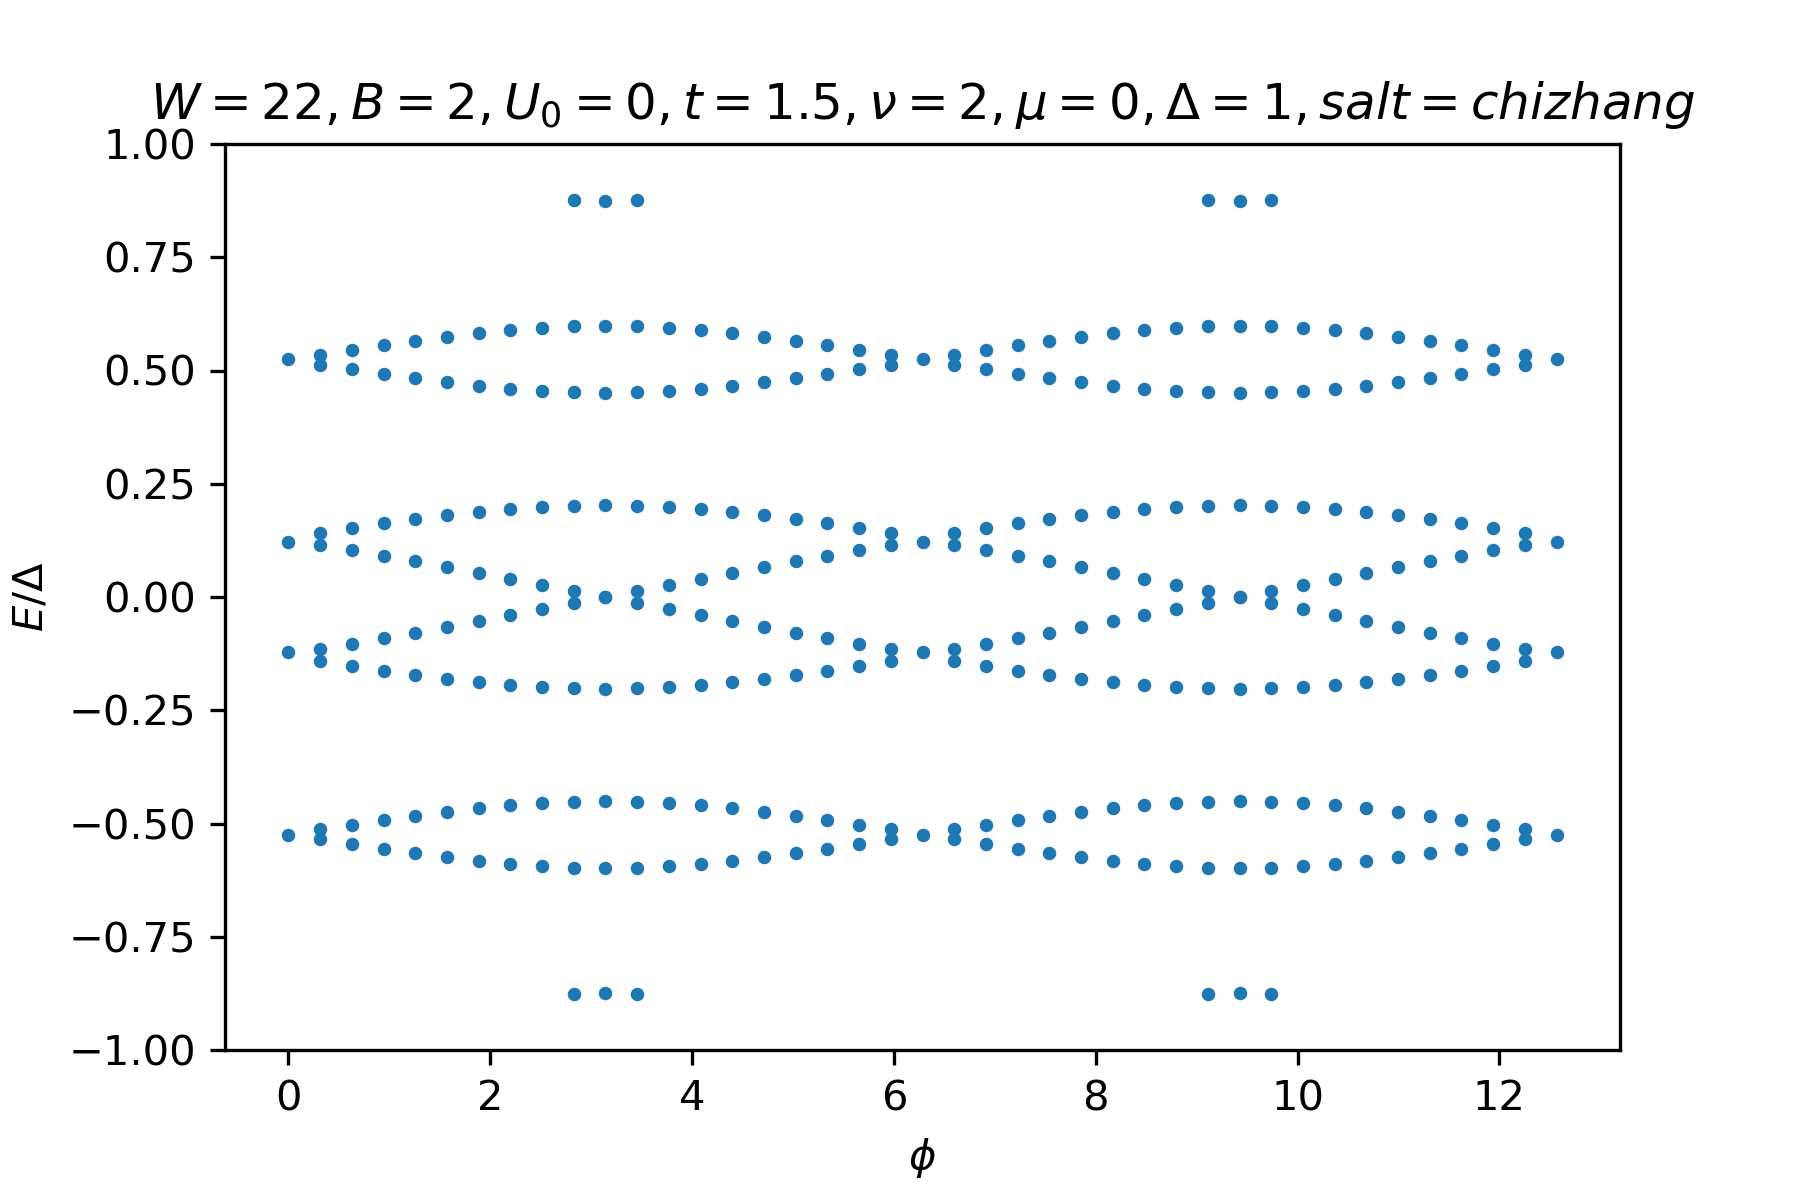 W = 22, B = 2, U₀ = 0, t = 1.5, ν = 2, μ = 0, Δ = 1, salt = chizhang
1.00
0.75
0.50
0.25
0.00
−0.25
−0.50
−0.75
−1.00
E/Δ
0 2 4 6 8 10 12
ϕ